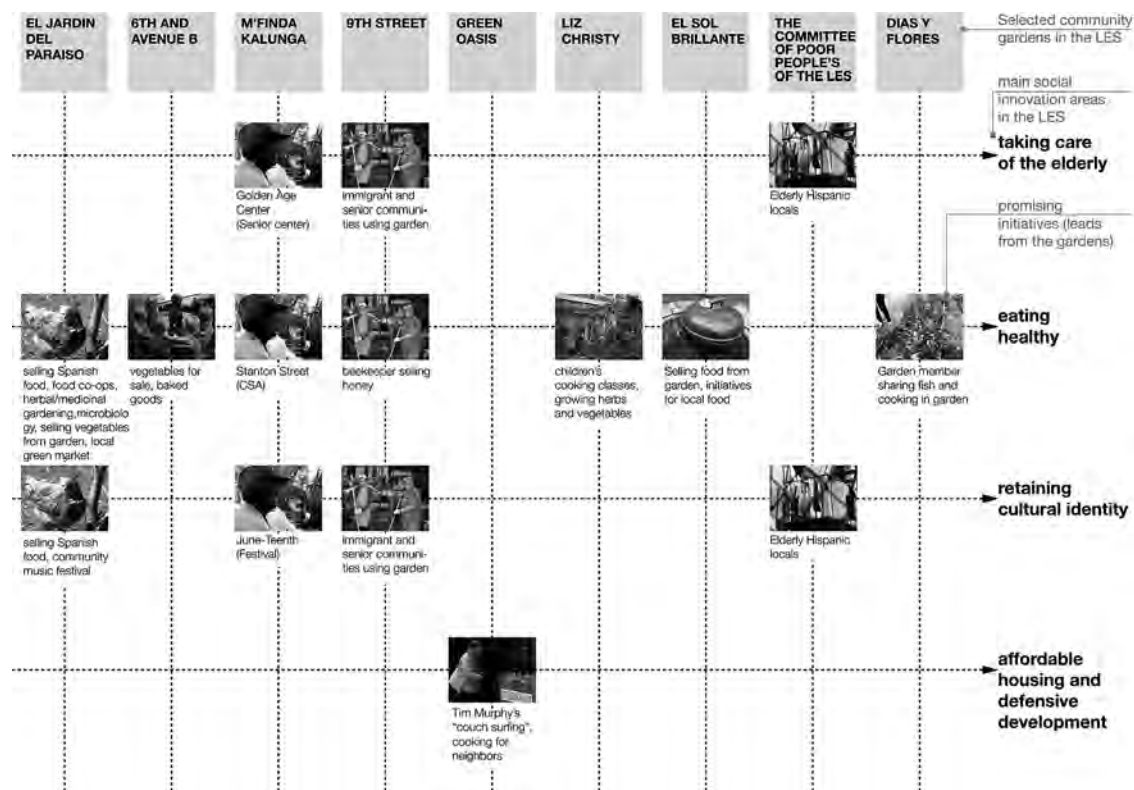 EL JARDIN
DEL
PARAISO
6TH AND
AVENUE B
M'FINDA
KALUNGA
9TH STREET
GREEN
OASIS
LIZ
CHRISTY
EL SOL
BRILLANTE
THE
COMMITTEE
OF POOR
PEOPLE'S
OF THE LES
DIAS Y
FLORES
Selected community
gardens in the LES
main social
innovation areas
in the LES
taking care
of the elderly
Golden Age
Center
(Senior center)
immigrant and
senior communi-
ties using garden
Elderly Hispanic
locals
promising
initiatives (leads
from the gardens)
eating
healthy
selling Spanish
food, food co-ops,
herbal/medicinal
gardening,microbiolo
gy, selling vegetables
from garden, local
green market
vegetables for
sale, baked
goods
Stanton Street
(CSA)
beekeeper selling
honey
children's
cooking classes,
growing herbs
and vegetables
Selling food from
garden, initiatives
for local food
Garden member
sharing fish and
cooking in garden
retaining
cultural identity
selling Spanish
food, community
music festival
June-Teenth
(Festival)
immigrant and
senior communi-
ties using garden
Elderly Hispanic
locals
affordable
housing and
defensive
development
Tim Murphy's
"couch surfing",
cooking for
neighbors